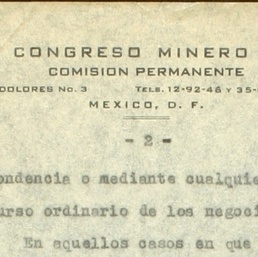 CONGRESO MINERO
COMISION PERMANENTE
DOLORES No. 3 TELS. 12-92-46 Y 35-
MEXICO, D. F.
- 2 -
ondencia o mediante cualquie
urso ordinario de los negoci
En aquellos casos en que